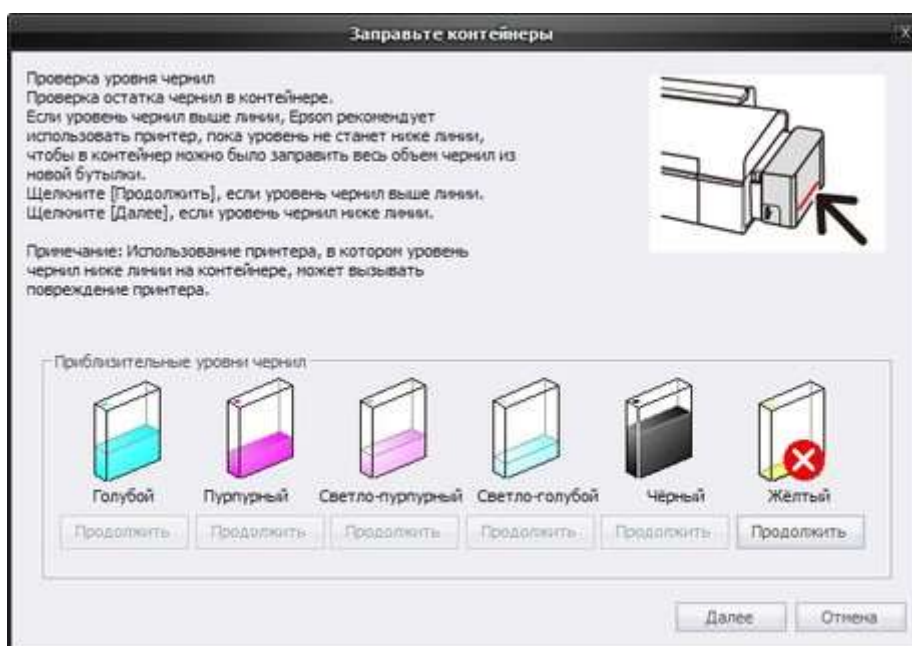 Заправьте контейнеры
Проверка уровня чернил
Проверка остатка чернил в контейнере.
Если уровень чернил выше линии, Epson рекомендует
использовать принтер, пока уровень не станет ниже линии,
чтобы в контейнер можно было заправить весь объем чернил из
новой бутылки.
Щелкните [Продолжить], если уровень чернил выше линии.
Щелкните [Далее], если уровень чернил ниже линии.
Примечание: Использование принтера, в котором уровень
чернил ниже линии на контейнере, может вызывать
повреждение принтера.
Приблизительные уровни чернил
Голубой Пурпурный Светло-пурпурный Светло-голубой Чёрный Жёлтый
Продолжить Продолжить Продолжить Продолжить Продолжить Продолжить
Далее Отмена